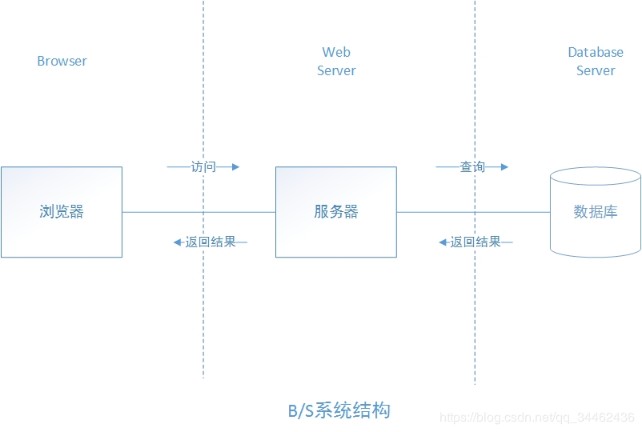 Browser
Web
Server
Database
Server
访问
查询
浏览器
服务器
数据库
返回结果
返回结果
B/S系统结构
https://blog.csdn.net/qq_34462436